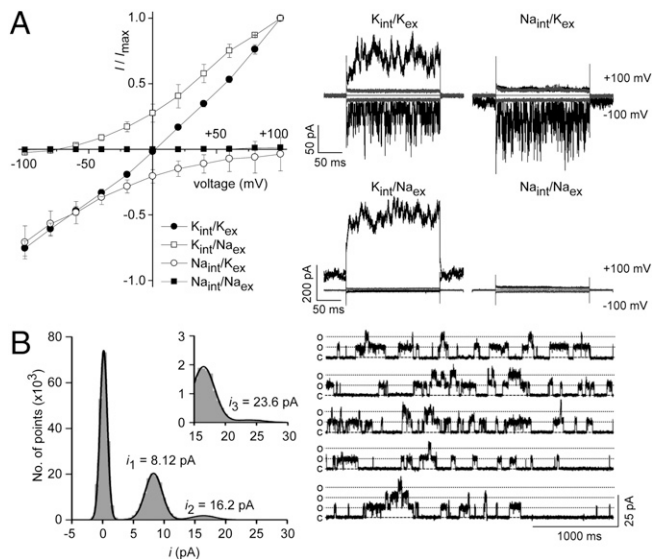 A
I / Imax
1.0
0.5
-100
-50
+50
+100
voltage (mV)
-0.5
-1.0
Kint/Kex
Kint/Naex
Naint/Kex
Naint/Naex
Kint/Kex
Naint/Kex
+100 mV
-100 mV
50 pA
50 ms
50 ms
Kint/Naex
Naint/Naex
+100 mV
-100 mV
200 pA
50 ms
B
No. of points (x10³)
80
60
40
20
0
0 5 10 15 20 25 30
i (pA)
i1 = 8.12 pA
i2 = 16.2 pA
3
2
1
0
15 20 25 30
i3 = 23.6 pA
o
o
c
o
o
c
o
o
c
o
o
c
o
o
c
25 pA
1000 ms